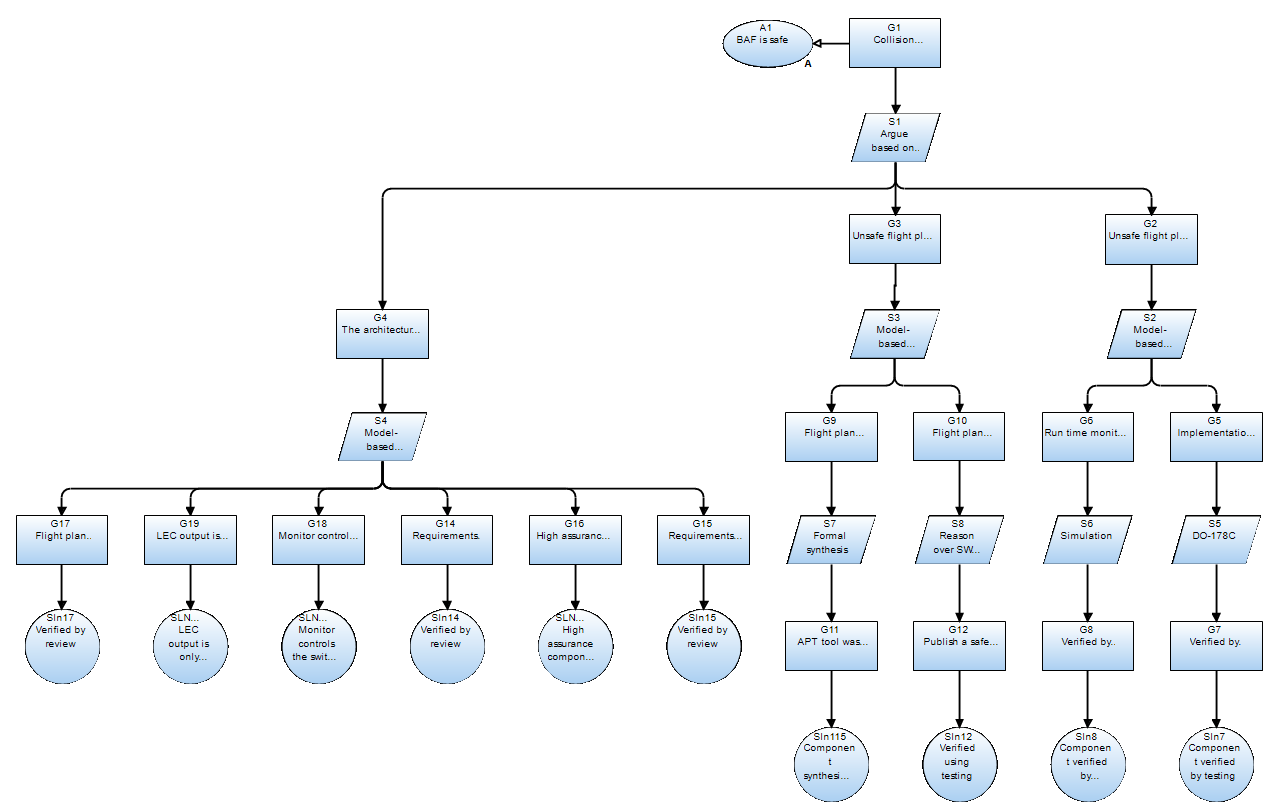 A1
BAF is safe
A
G1
Collision...
S1
Argue
based on..
G3
Unsafe flight pl...
G2
Unsafe flight pl...
G4
The architectur...
S3
Model-
based...
S2
Model-
based...
S4
Model-
based...
G9
Flight plan...
G10
Flight plan...
G6
Run time monit...
G5
Implementatio...
G17
Flight plan..
G19
LEC output is...
G18
Monitor control...
G14
Requirements.
G16
High assuranc...
G15
Requirements...
S7
Formal
synthesis
S8
Reason
over SW...
S6
Simulation
S5
DO-178C
Sln17
Verified by
review
SLN...
LEC
output is
only...
SLN...
Monitor
controls
the swit...
Sln14
Verified by
review
SLN...
High
assurance
compon...
Sln15
Verified by
review
G11
APT tool was...
G12
Publish a safe...
G8
Verified by..
G7
Verified by.
Sln115
Componen
t
synthesi...
Sln12
Verified
using
testing
Sln8
Componen
t verified
by...
Sln7
Componen
t verified
by testing